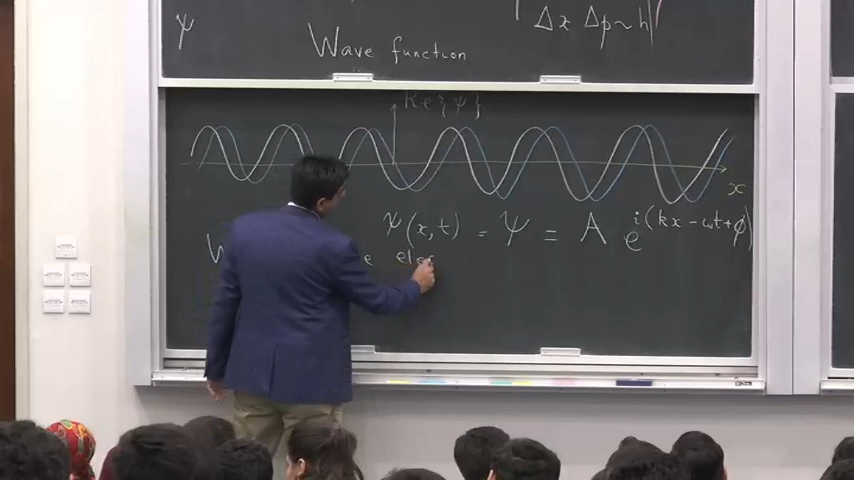 Ψ
Δx Δp ~ h
Wave function
Re{Ψ}
x
Ψ(x,t) = Ψ = A e^{i(kx-ωt+ϕ)}